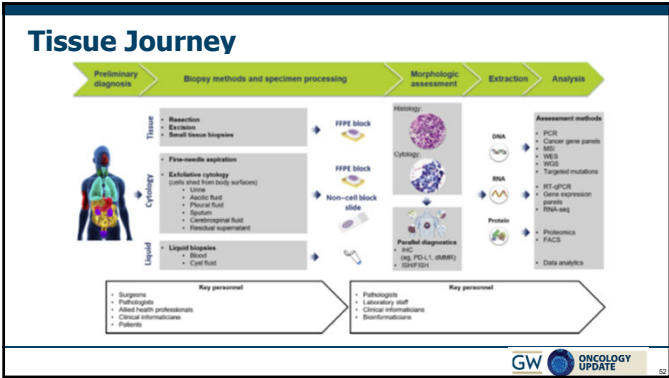 Tissue Journey
Preliminary
diagnosis
Biopsy methods and specimen processing
Morphologic
assessment
Extraction
Analysis
Tissue
• Resection
• Excision
• Small tissue biopsies
FFPE block
Cytology
• Fine-needle aspiration
• Exfoliative cytology
(cells shed from body surfaces)
• Urine
• Ascitic fluid
• Pleural fluid
• Sputum
• Cerebrospinal fluid
• Residual supernatant
FFPE block
Non–cell block
slide
Liquid
• Liquid biopsies
• Blood
• Cyst fluid
Histology:
Cytology:
Parallel diagnostics
• IHC
(eg, PD-L1, dMMR)
• ISH/FISH
DNA
RNA
Protein
Assessment methods
• PCR
• Cancer gene panels
• MSI
• WES
• WGS
• Targeted mutations
• RT-qPCR
• Gene expression
panels
• RNA-seq
• Proteomics
• FACS
• Data analytics
Key personnel
• Surgeons
• Pathologists
• Allied health professionals
• Clinical informaticians
• Patients
Key personnel
• Pathologists
• Laboratory staff
• Clinical informaticians
• Bioinformaticians
GW
ONCOLOGY
UPDATE
52